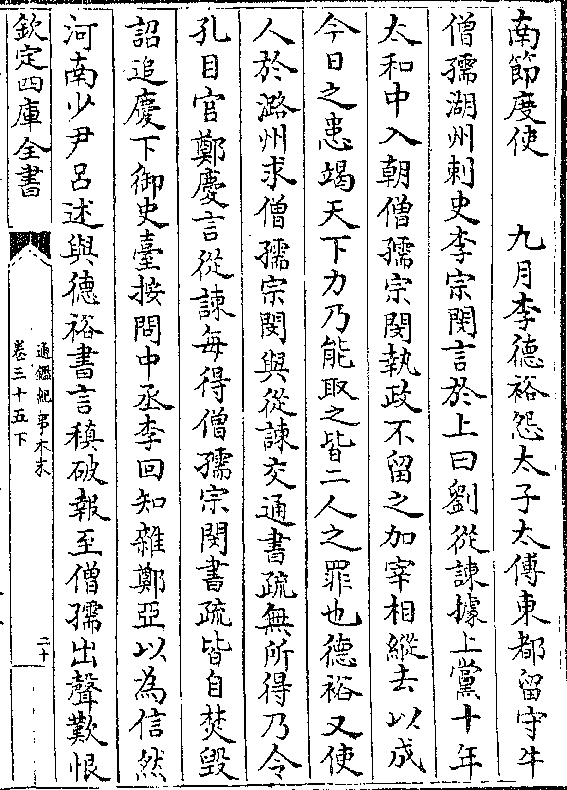 南節度使　　九月李德裕怨太子太傅東都留守牛
僧孺湖州刺史李宗閔言於上曰劉從諫據上黨十年
太和中入朝僧孺宗閔執政不留之加宰相縱去以成
今日之患竭天下力乃能取之皆二人之罪也德裕又使
人於潞州求僧孺宗閔與從諫交通書疏無所得乃令
孔目官鄭慶言從諫每得僧孺宗閔書疏皆自焚毀
詔追慶下御史臺按問中丞李回知雜鄭亞以為信然
河南少尹呂述與德裕書言稹破報至僧孺出聲歎恨
欽定四庫全書
通鑑紀事本末
卷三十五下
二十